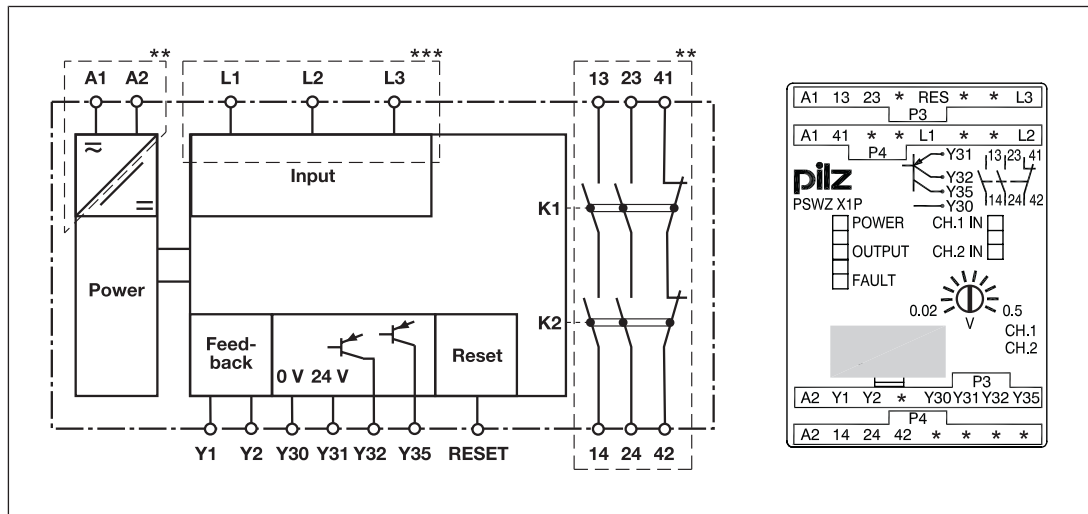 ** *** **
A1 A2 L1 L2 L3 13 23 41
Input
K1
Power
K2
Feed-
back
0 V 24 V
Reset
Y1 Y2 Y30 Y31 Y32 Y35 RESET 14 24 42
A1 13 23 * RES * * L3
P3
A1 41 * * L1 * * L2
P4
Y31
Y32
Y35
Y30
13 23 41
14 24 42
pilz
PSWZ X1P
POWER CH.1 IN
OUTPUT CH.2 IN
FAULT
0.02 V 0.5
CH.1
CH.2
P3
A2 Y1 Y2 * Y30 Y31 Y32 Y35
P4
A2 14 24 42 * * * *